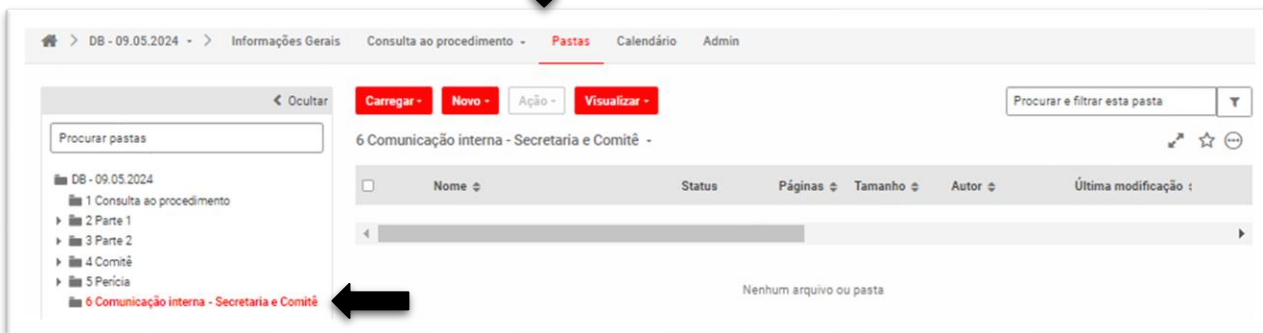 DB - 09.05.2024 Informações Gerais Consulta ao procedimento Pastas Calendário Admin
Ocultar Carregar Novo Ação Visualizar Procurar e filtrar esta pasta
Procurar pastas
6 Comunicação interna - Secretaria e Comitê
DB - 09.05.2024
Nome Status Páginas Tamanho Autor Última modificação
1 Consulta ao procedimento
2 Parte 1
3 Parte 2
4 Comitê
5 Perícia
6 Comunicação interna - Secretaria e Comitê
Nenhum arquivo ou pasta